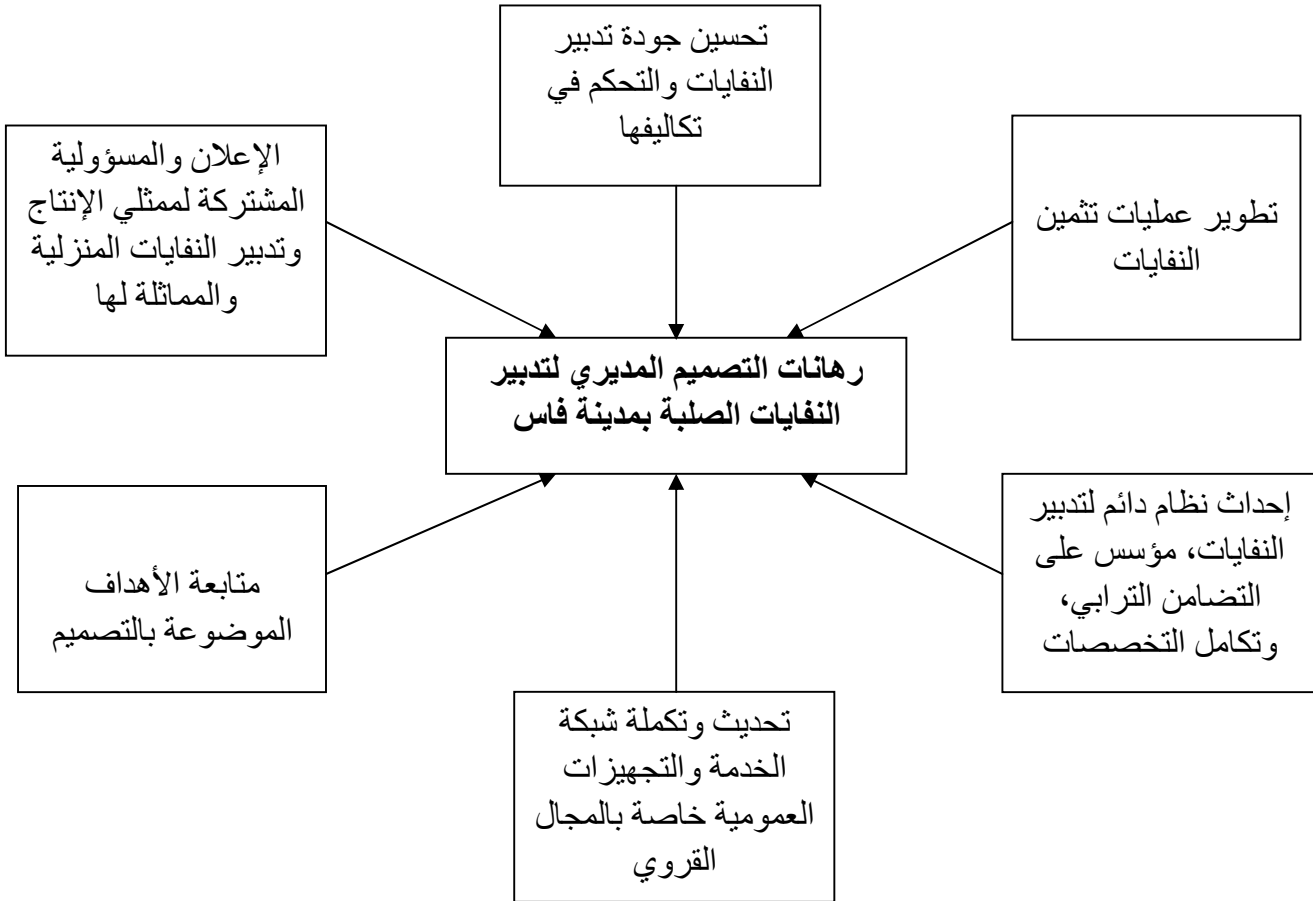 تحسين جودة تدبير
النفايات والتحكم في
تكاليفها
تطوير عمليات تثمين
النفايات
الإعلان والمسؤولية
المشتركة لممثلي الإنتاج
وتدبير النفايات المنزلية
والمماثلة لها
رهانات التصميم المديري لتدبير
النفايات الصلبة بمدينة فاس
إحداث نظام دائم لتدبير
النفايات، مؤسس على
التضامن الترابي،
وتكامل التخصصات
متابعة الأهداف
الموضوعة بالتصميم
تحديث وتكملة شبكة
الخدمة والتجهيزات
العمومية خاصة بالمجال
القروي